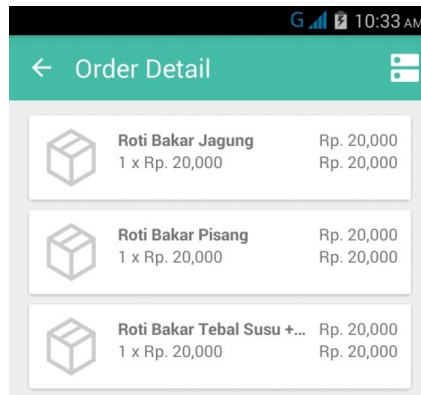 G 10:33 AM
Order Detail
Roti Bakar Jagung Rp. 20,000
1 x Rp. 20,000 Rp. 20,000
Roti Bakar Pisang Rp. 20,000
1 x Rp. 20,000 Rp. 20,000
Roti Bakar Tebal Susu +... Rp. 20,000
1 x Rp. 20,000 Rp. 20,000